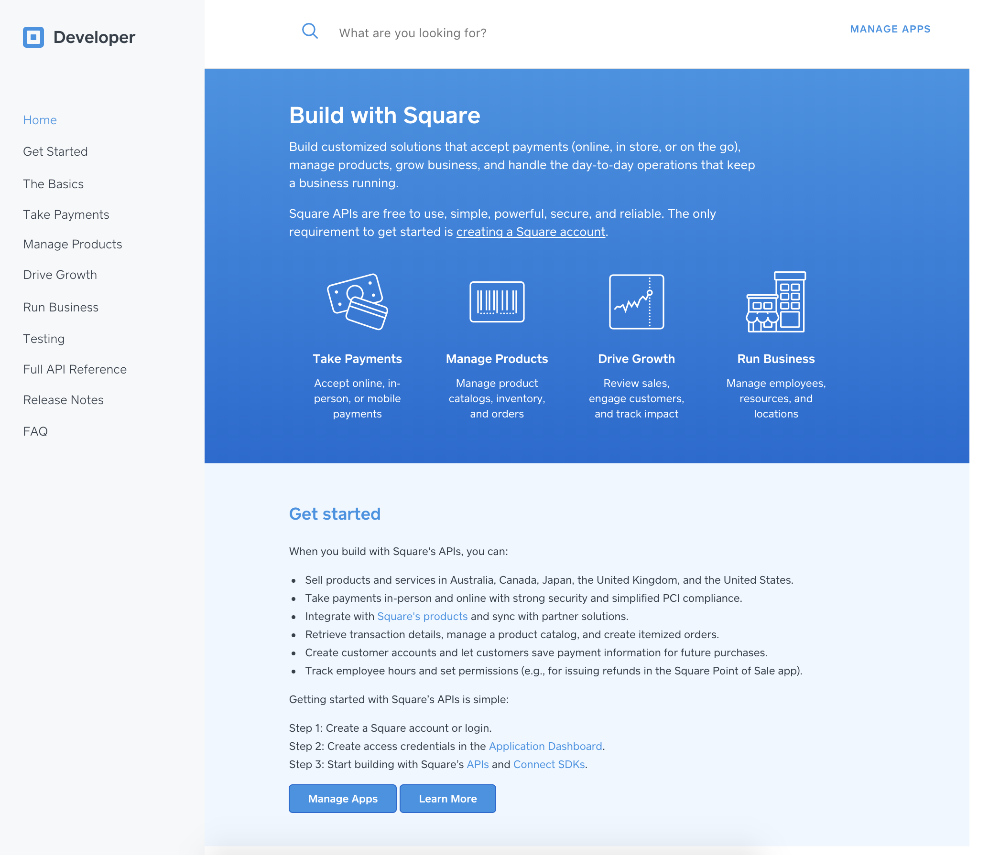 Developer
What are you looking for?
MANAGE APPS
Home
Get Started
The Basics
Take Payments
Manage Products
Drive Growth
Run Business
Testing
Full API Reference
Release Notes
FAQ
Build with Square
Build customized solutions that accept payments (online, in store, or on the go),
manage products, grow business, and handle the day-to-day operations that keep
a business running.
Square APIs are free to use, simple, powerful, secure, and reliable. The only
requirement to get started is creating a Square account.
Take Payments
Accept online, in-
person, or mobile
payments
Manage Products
Manage product
catalogs, inventory,
and orders
Drive Growth
Review sales,
engage customers,
and track impact
Run Business
Manage employees,
resources, and
locations
Get started
When you build with Square's APIs, you can:
• Sell products and services in Australia, Canada, Japan, the United Kingdom, and the United States.
• Take payments in-person and online with strong security and simplified PCI compliance.
• Integrate with Square's products and sync with partner solutions.
• Retrieve transaction details, manage a product catalog, and create itemized orders.
• Create customer accounts and let customers save payment information for future purchases.
• Track employee hours and set permissions (e.g., for issuing refunds in the Square Point of Sale app).
Getting started with Square’s APIs is simple:
Step 1: Create a Square account or login.
Step 2: Create access credentials in the Application Dashboard.
Step 3: Start building with Square’s APIs and Connect SDKs.
Manage Apps
Learn More